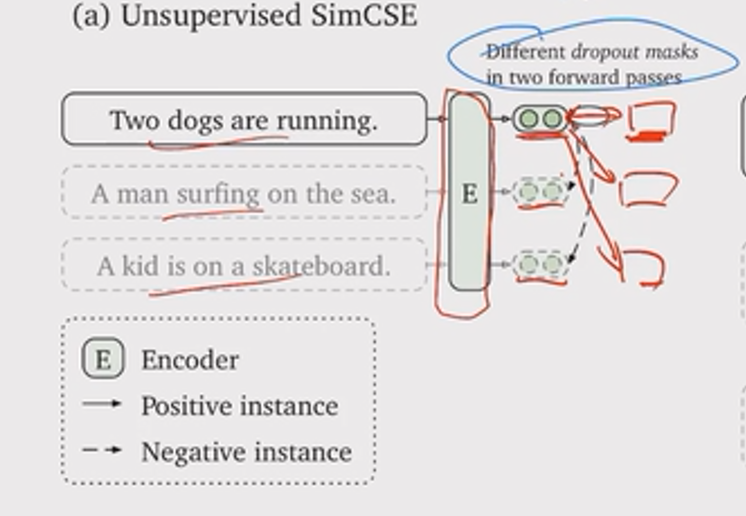 (a) Unsupervised SimCSE
Different dropout masks
in two forward passes
Two dogs are running.
A man surfing on the sea.
E
A kid is on a skateboard.
E Encoder
Positive instance
Negative instance